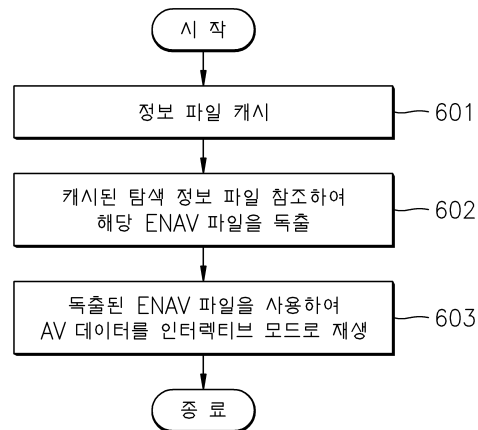 시 작
정보 파일 캐시
601
캐시된 탐색 정보 파일 참조하여
해당 ENAV 파일을 독출
602
독출된 ENAV 파일을 사용하여
AV 데이터를 인터렉티브 모드로 재생
603
종 료